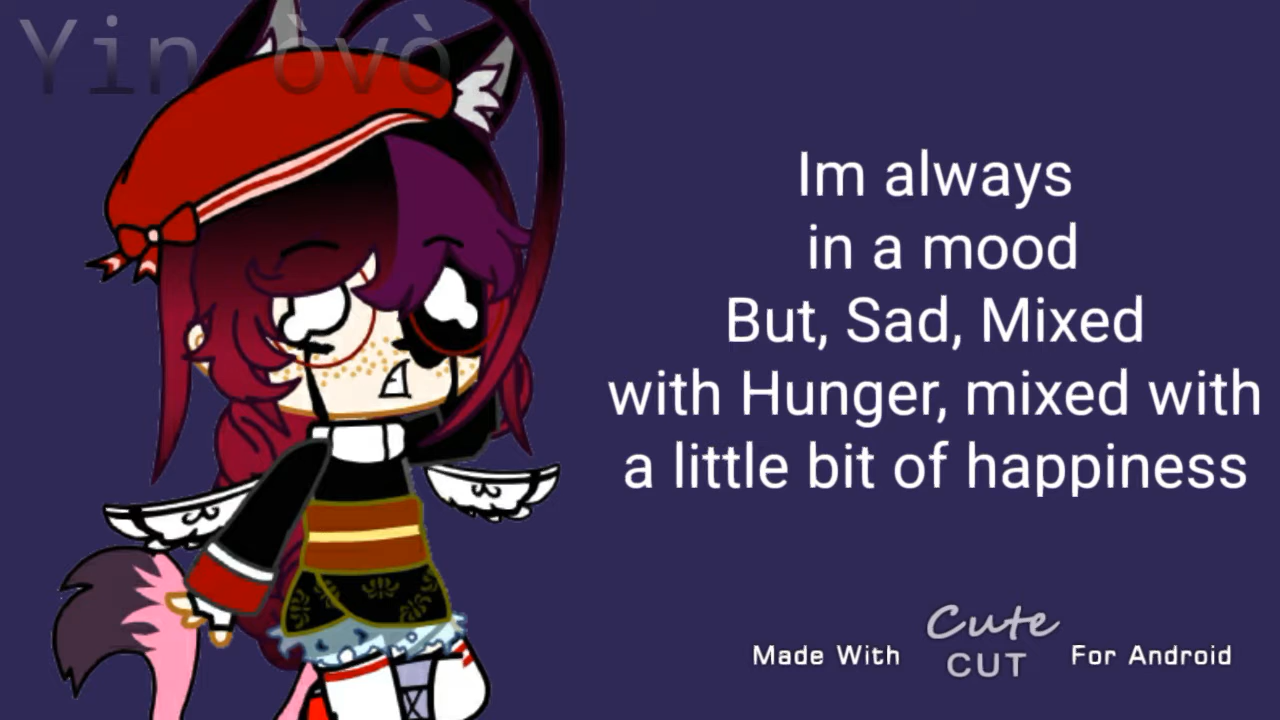 Yin òvò
Im always
in a mood
But, Sad, Mixed
with Hunger, mixed with
a little bit of happiness
Made With Cute CUT For Android